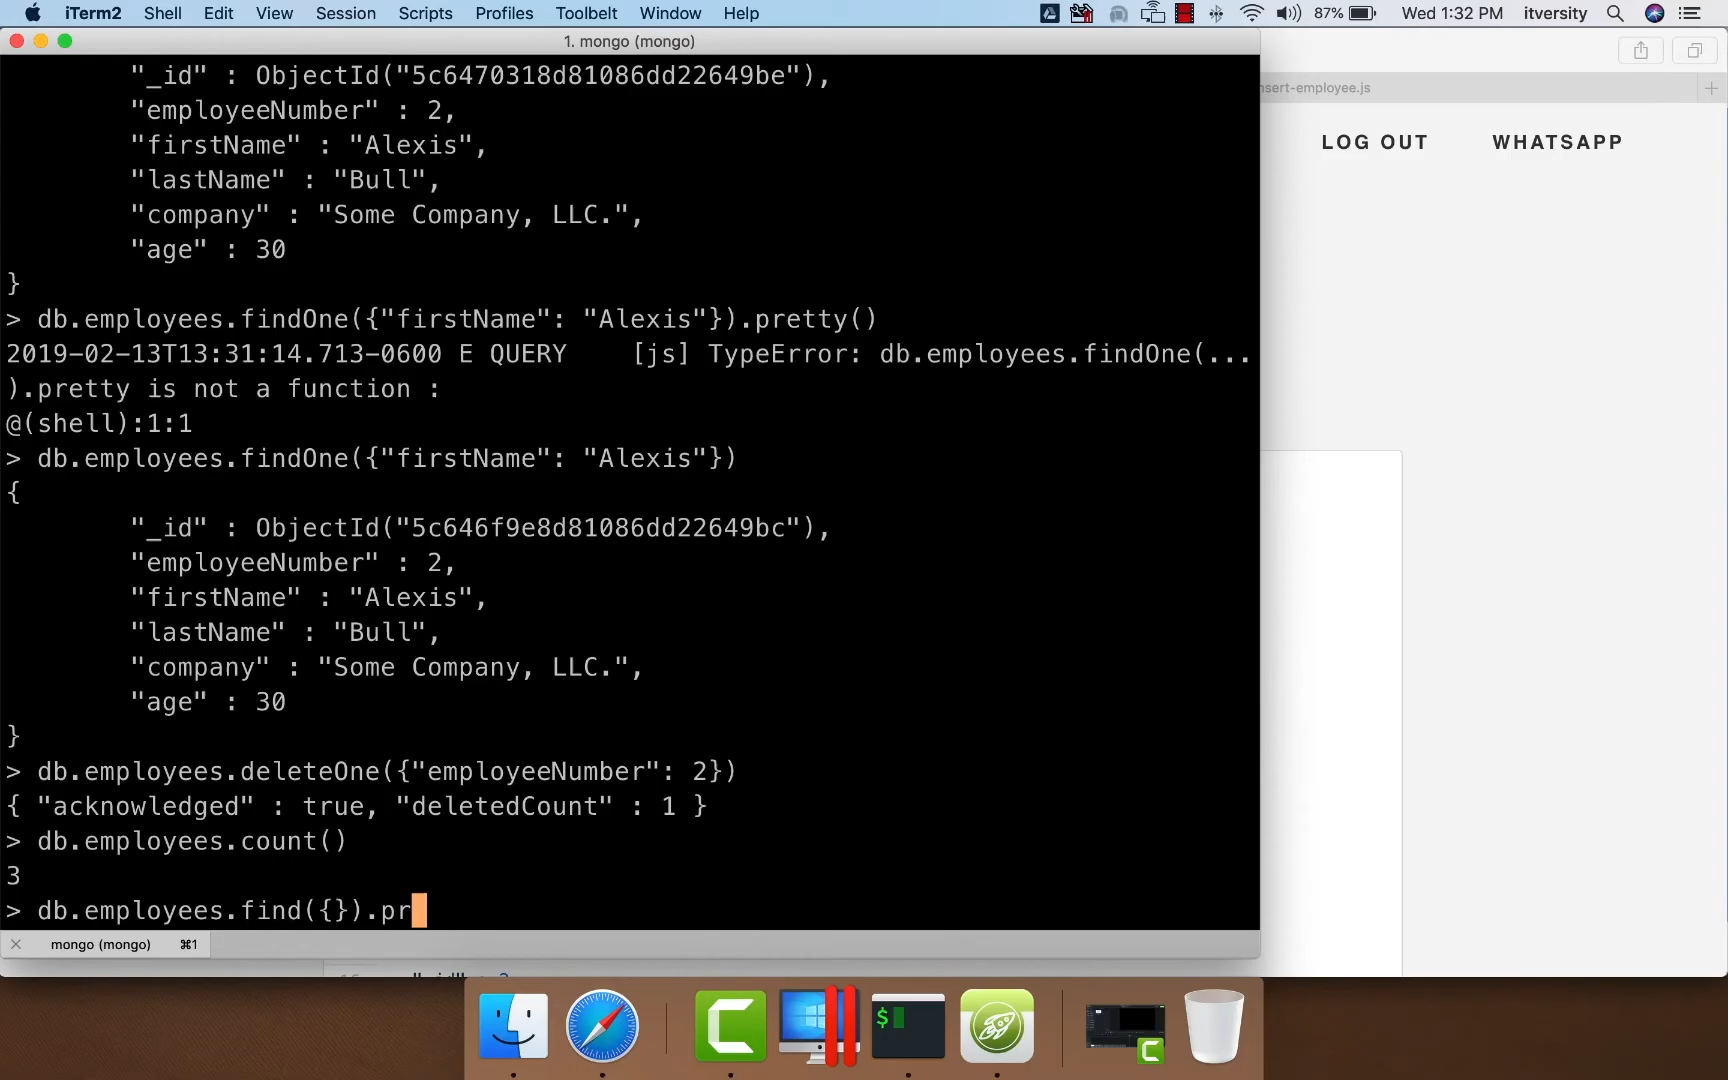 iTerm2 Shell Edit View Session Scripts Profiles Toolbelt Window Help 87% Wed 1:32 PM itversity
1. mongo (mongo)
"_id" : ObjectId("5c6470318d81086dd22649be"),
"employeeNumber" : 2,
"firstName" : "Alexis",
"lastName" : "Bull",
"company" : "Some Company, LLC.",
"age" : 30
}
> db.employees.findOne({"firstName": "Alexis"}).pretty()
2019-02-13T13:31:14.713-0600 E QUERY    [js] TypeError: db.employees.findOne(...
).pretty is not a function :
@(shell):1:1
> db.employees.findOne({"firstName": "Alexis"})
{
"_id" : ObjectId("5c646f9e8d81086dd22649bc"),
"employeeNumber" : 2,
"firstName" : "Alexis",
"lastName" : "Bull",
"company" : "Some Company, LLC.",
"age" : 30
}
> db.employees.deleteOne({"employeeNumber": 2})
{ "acknowledged" : true, "deletedCount" : 1 }
> db.employees.count()
3
> db.employees.find({}).pr
mongo (mongo) ⌘1
nsert-employee.js
LOG OUT WHATSAPP
$